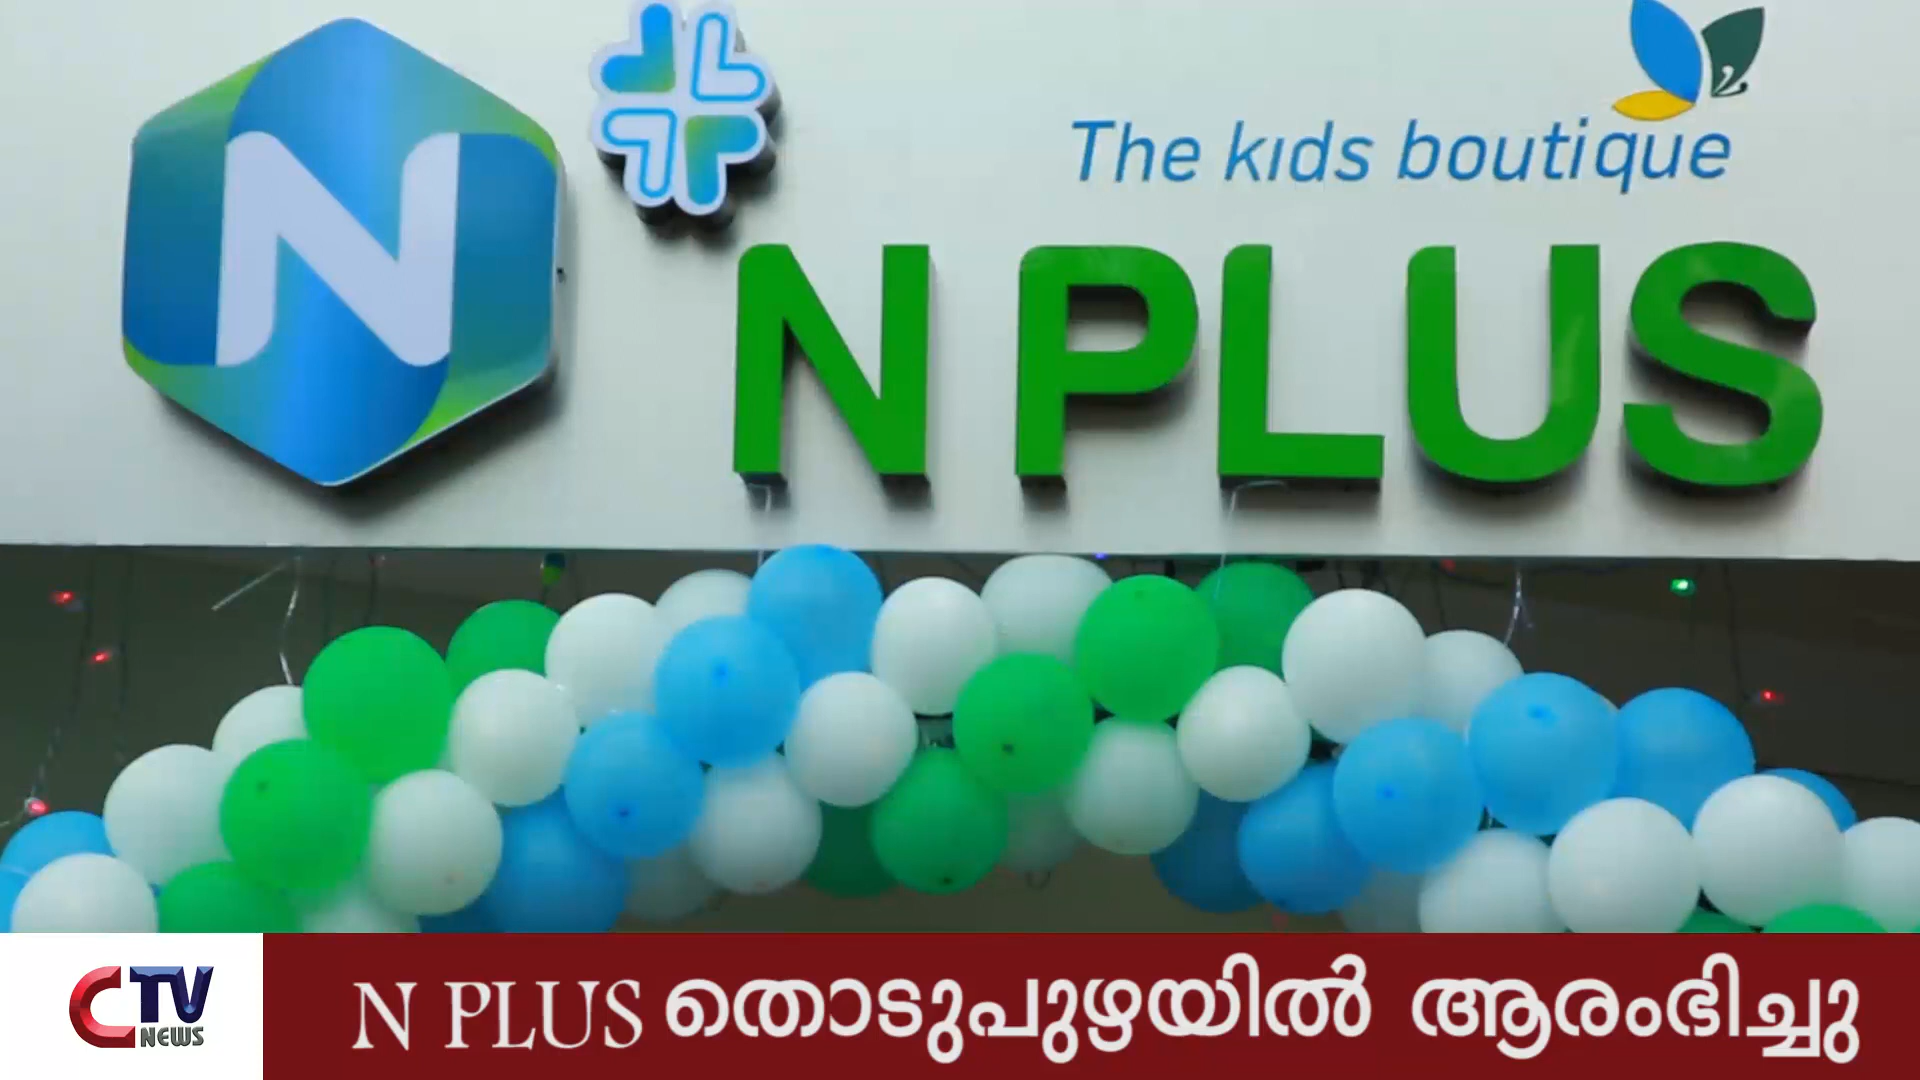 N
The kids boutique
N PLUS
CTV
NEWS
N PLUS തൊടുപുഴയിൽ ആരംഭിച്ചു